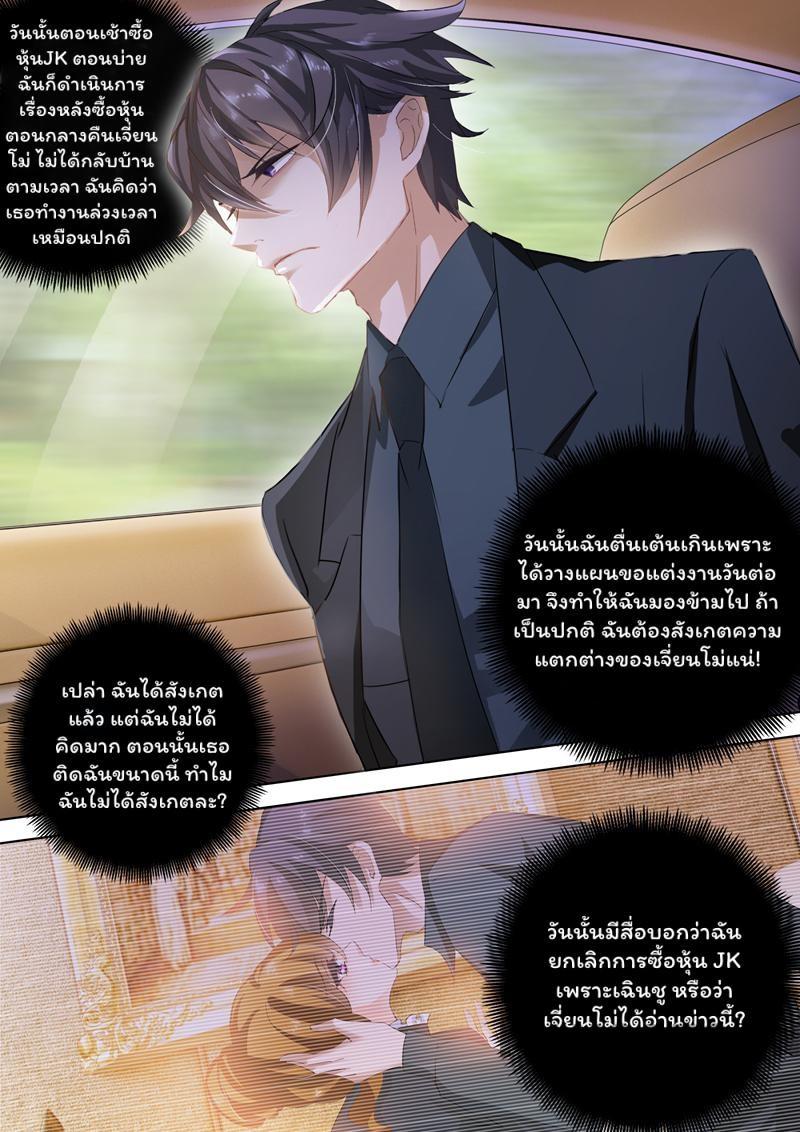 วันนั้นตอนเช้าซื้อ
หุ้นJK ตอนบ่าย
ฉันก็ดำเนินการ
เรื่องหลังซื้อหุ้น
ตอนกลางคืนเจี่ยน
โม่ ไม่ได้กลับบ้าน
ตามเวลา ฉันคิดว่า
เธอทำงานล่วงเวลา
เหมือนปกติ
วันนั้นฉันตื่นเต้นเกินเพราะ
ได้วางแผนขอแต่งงานวันต่อ
มา จึงทำให้ฉันมองข้ามไป ถ้า
เป็นปกติ ฉันต้องสังเกตความ
แตกต่างของเจี่ยนโม่แน่!
เปล่า ฉันได้สังเกต
แล้ว แต่ฉันไม่ได้
คิดมาก ตอนนั้นเธอ
ติดฉันขนาดนี้ ทำไม
ฉันไม่ได้สังเกตละ?
วันนั้นมีสื่อบอกว่าฉัน
ยกเลิกการซื้อหุ้น JK
เพราะเฉินชู หรือว่า
เจี่ยนโม่ได้อ่านข่าวนี้?